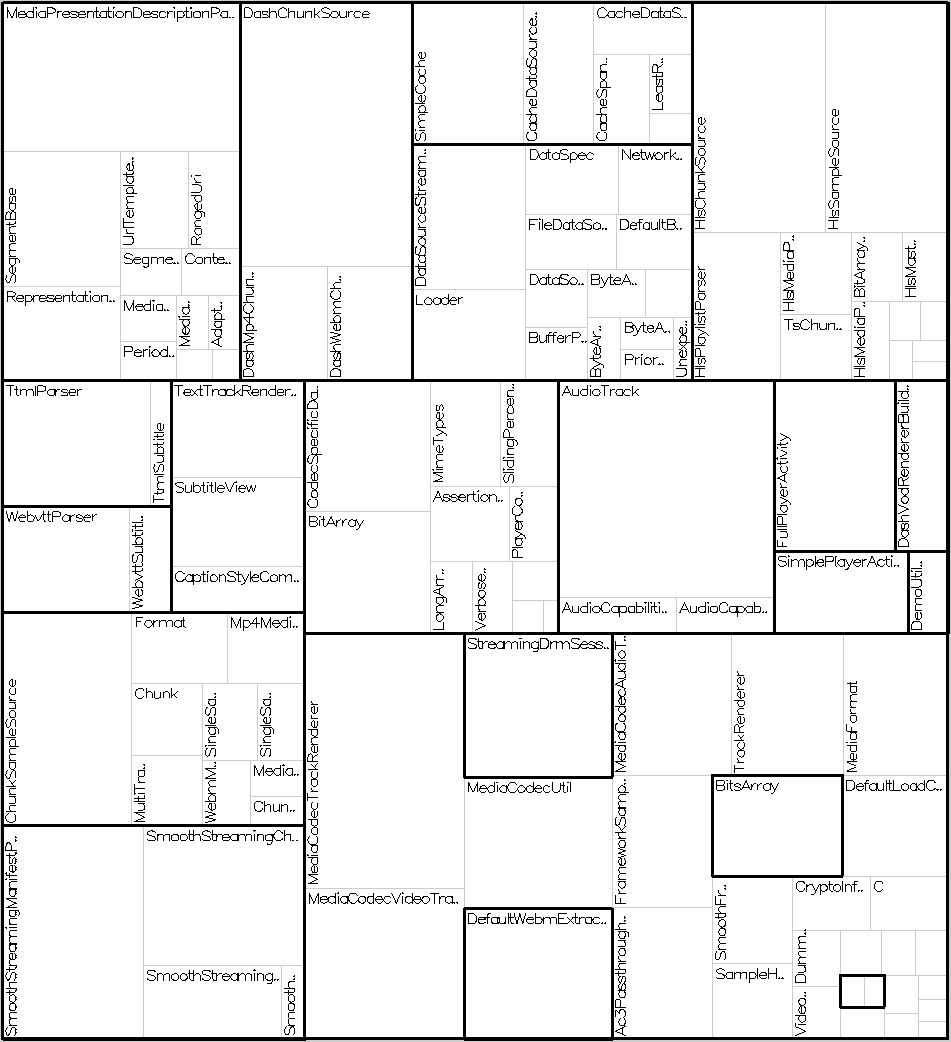 MediaPresentationDescriptionPa..
SegmentBase
UrlTemplate..
RangedUri
Segme..
Conte..
Representation..
Media..
Media..
Adapt..
Period..
DashChunkSource
DashMp4Chun..
DashWebmCh..
SimpleCache
CacheDataSource..
CacheDataS..
CacheSpan..
LeastR..
DataSourceStream..
Loader
DataSpec
Network..
FileDataSo..
DefaultB..
DataSo..
ByteA..
BufferP..
ByteAr..
ByteA..
Prior..
Unexpe..
HlsChunkSource
HlsSampleSource
HlsPlaylistParser
HlsMediaP..
TsChun..
BitArray..
HlsMediaP..
HlsMast..
TtmlParser
TtmlSubtitle
WebvttParser
WebvttSubtitl..
TextTrackRender..
SubtitleView
CaptionStyleCom..
CodecSpecificDa..
BitArray
MimeTypes
SlidingPercen..
Assertion..
PlayerCo..
LongArr..
Verbose..
AudioTrack
AudioCapabiliti..
AudioCapab..
FullPlayerActivity
DashVodRendererBuild..
SimplePlayerActi..
DemoUtil..
ChunkSampleSource
Format
Mp4Medi..
Chunk
SingleSa..
SingleSa..
MultiTra..
WebmM..
Media..
Chun..
SmoothStreamingManifestP..
SmoothStreamingCh..
SmoothStreaming..
Smooth..
MediaCodecTrackRenderer
MediaCodecVideoTra..
StreamingDrmSess..
MediaCodecUtil
DefaultWebmExtrac..
MediaCodecAudioT..
TrackRenderer
MediaFormat
FrameworkSamp..
BitsArray
DefaultLoadC..
Ac3Passthrough..
SmoothFr..
SampleH..
CryptoInf..
C
Dumm..
Video..